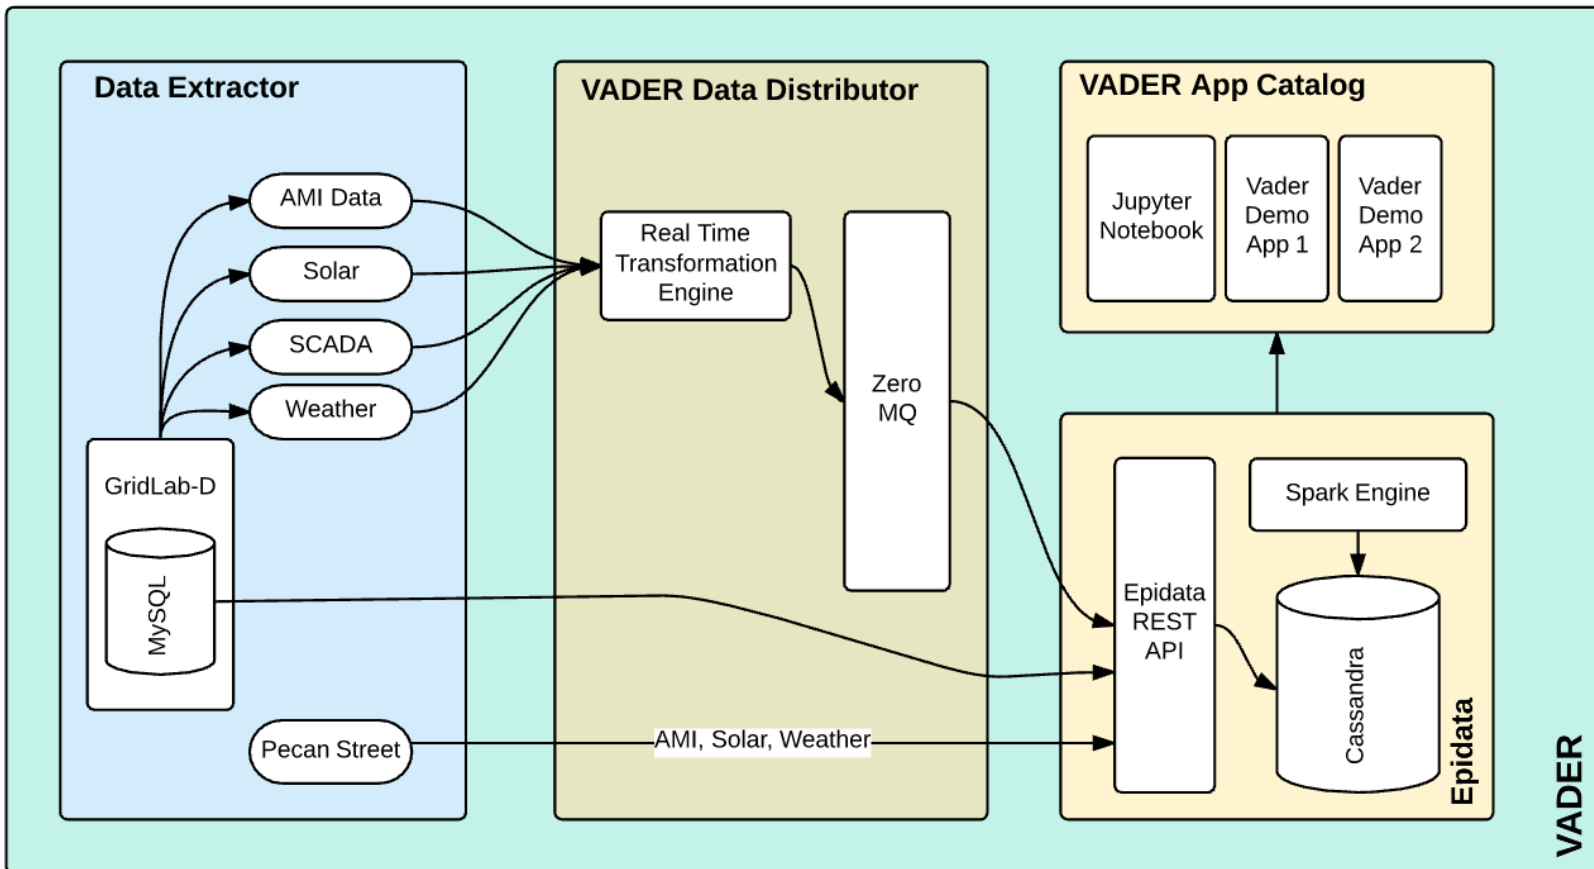 Data Extractor
AMI Data
Solar
SCADA
Weather
GridLab-D
MySQL
Pecan Street
VADER Data Distributor
Real Time
Transformation
Engine
Zero
MQ
AMI, Solar, Weather
VADER App Catalog
Jupyter
Notebook
Vader
Demo
App 1
Vader
Demo
App 2
Epidata
REST
API
Spark Engine
Cassandra
Epidata
VADER